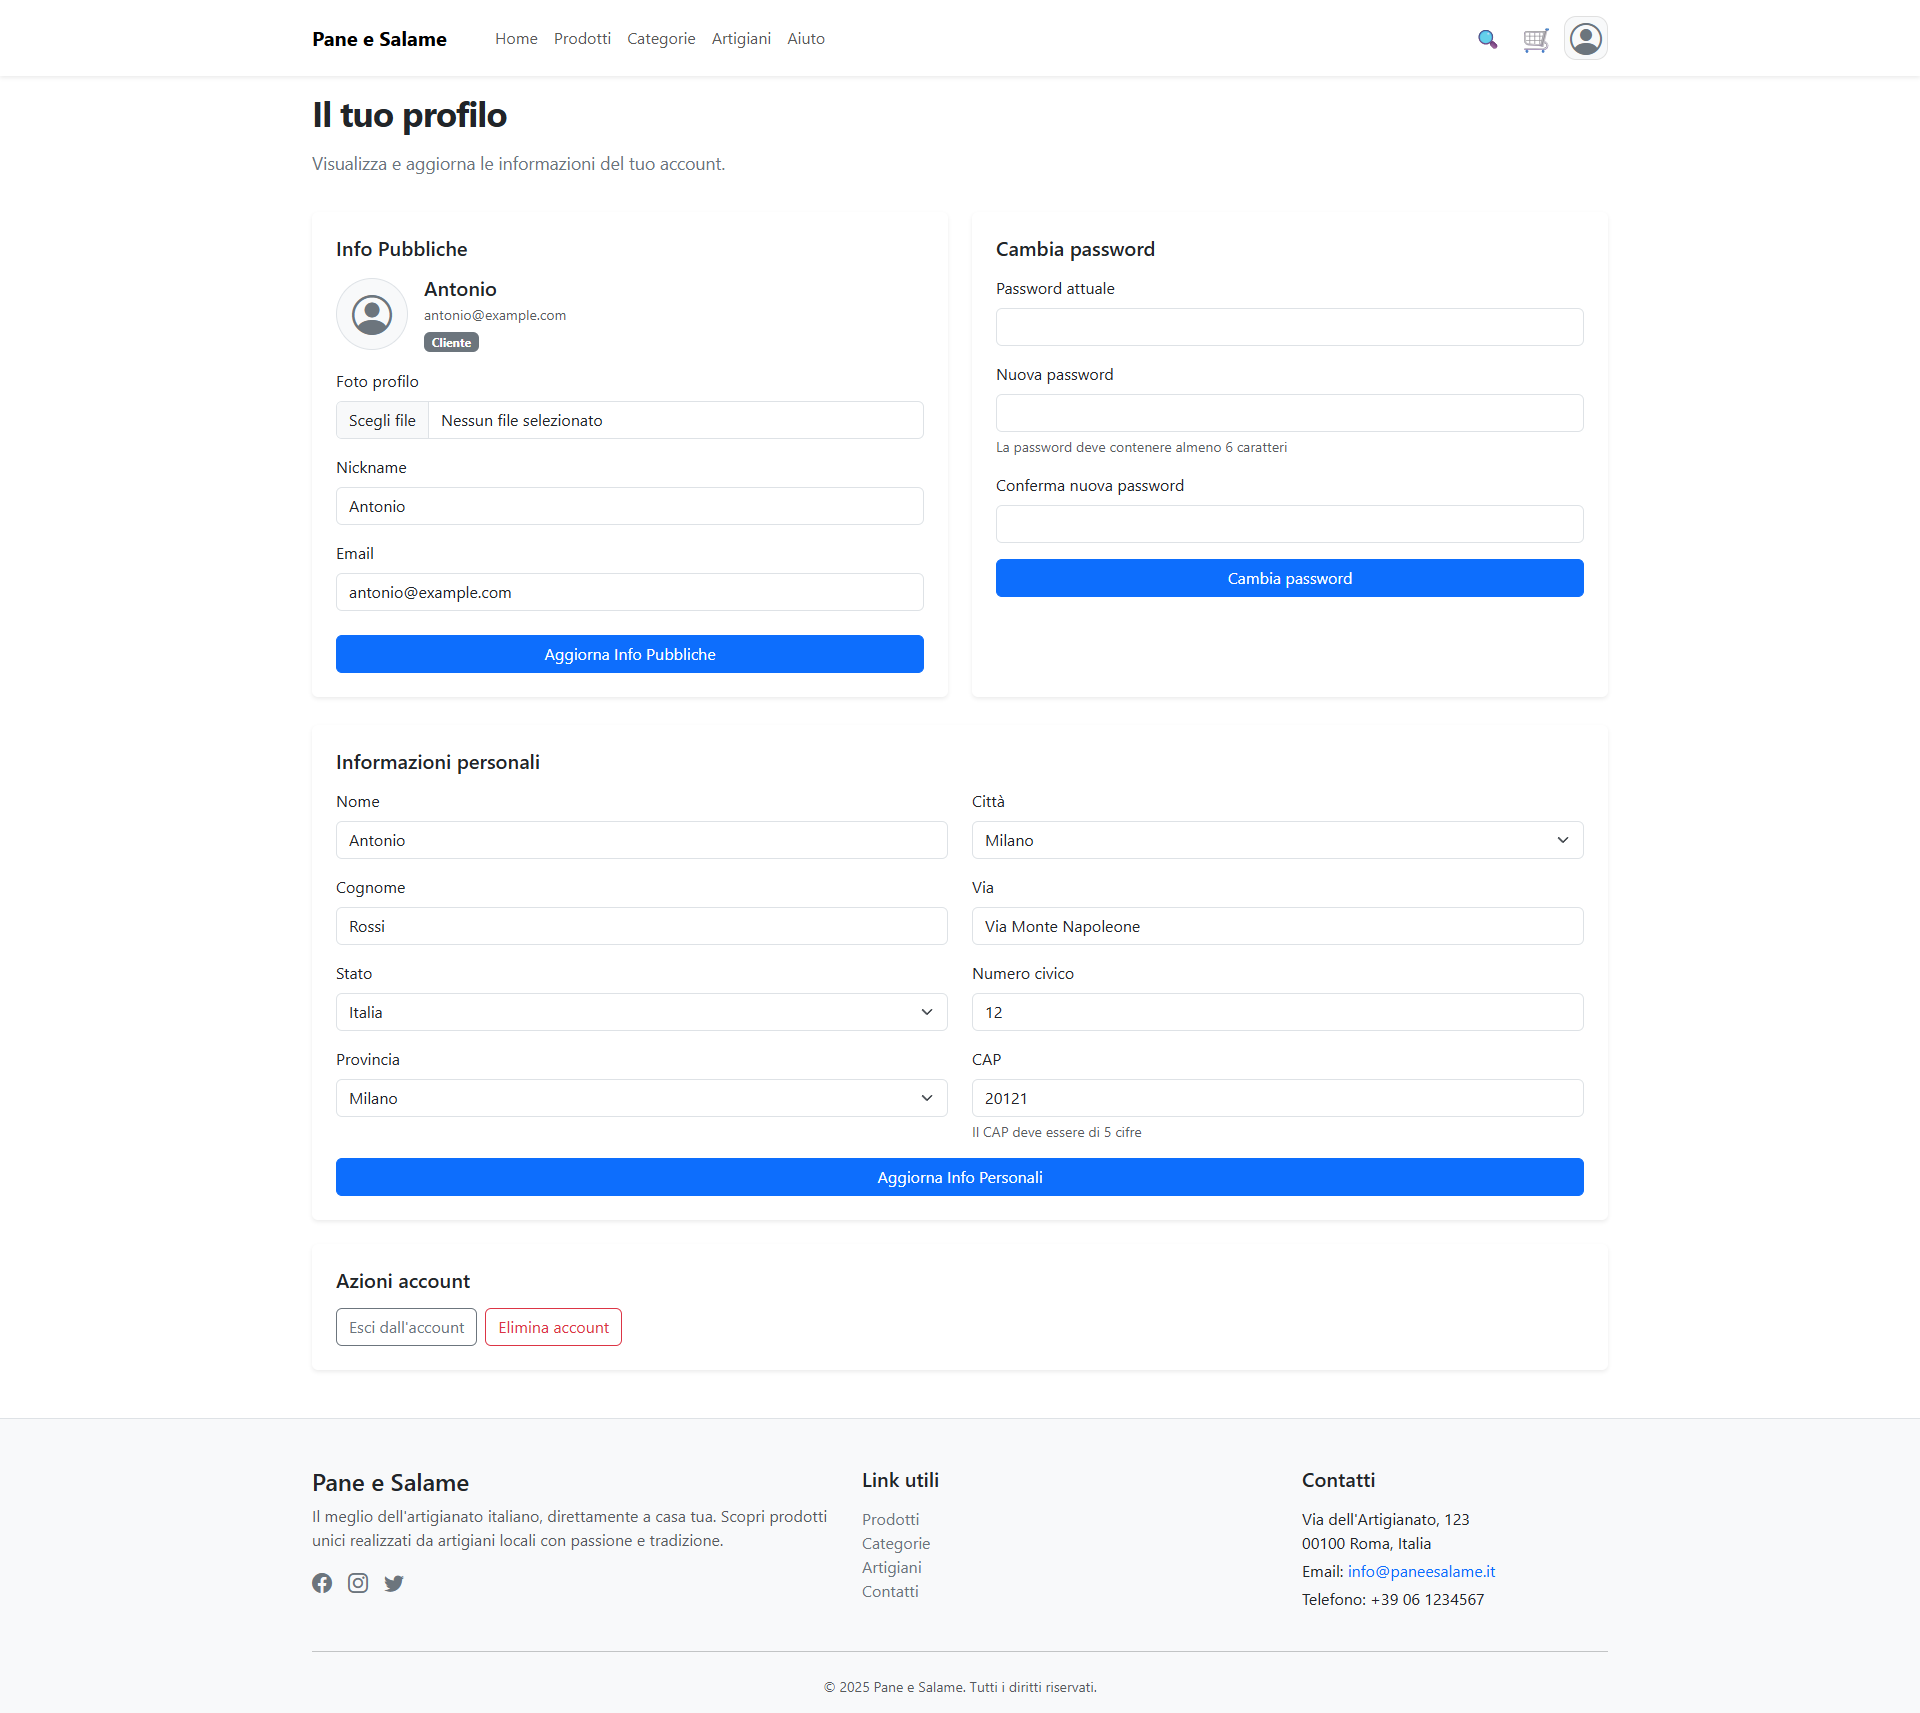 Pane e Salame
Home
Prodotti
Categorie
Artigiani
Aiuto
Il tuo profilo
Visualizza e aggiorna le informazioni del tuo account.
Info Pubbliche
Antonio
antonio@example.com
Cliente
Foto profilo
Scegli file
Nessun file selezionato
Nickname
Antonio
Email
antonio@example.com
Aggiorna Info Pubbliche
Cambia password
Password attuale
Nuova password
La password deve contenere almeno 6 caratteri
Conferma nuova password
Cambia password
Informazioni personali
Nome
Antonio
Cognome
Rossi
Stato
Italia
Provincia
Milano
Città
Milano
Via
Via Monte Napoleone
Numero civico
12
CAP
20121
Il CAP deve essere di 5 cifre
Aggiorna Info Personali
Azioni account
Esci dall'account
Elimina account
Pane e Salame
Il meglio dell'artigianato italiano, direttamente a casa tua. Scopri prodotti
unici realizzati da artigiani locali con passione e tradizione.
Link utili
Prodotti
Categorie
Artigiani
Contatti
Contatti
Via dell'Artigianato, 123
00100 Roma, Italia
Email: info@paneesalame.it
Telefono: +39 06 1234567
© 2025 Pane e Salame. Tutti i diritti riservati.